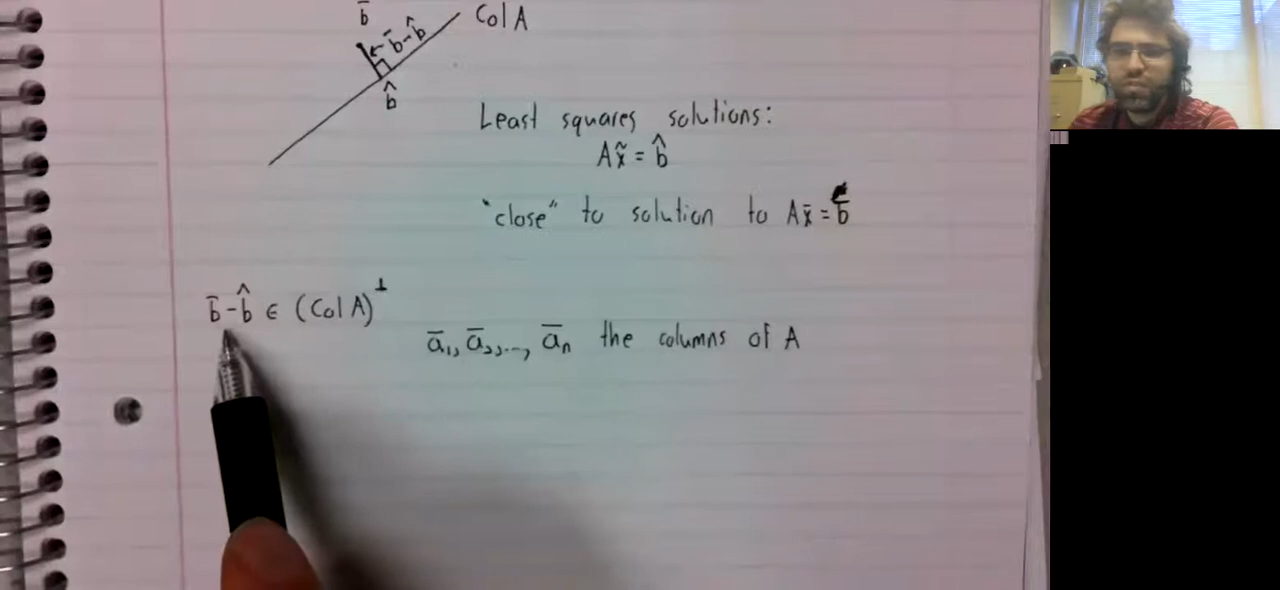 b̄
Col A
b̄-b̂
b̂
Least squares solutions:
Ax̃ = b̂
"close" to solution to Ax̄ = b̄
b̄-b̂ ∈ (Col A)⊥
ā₁, ā₂,..., āₙ the columns of A